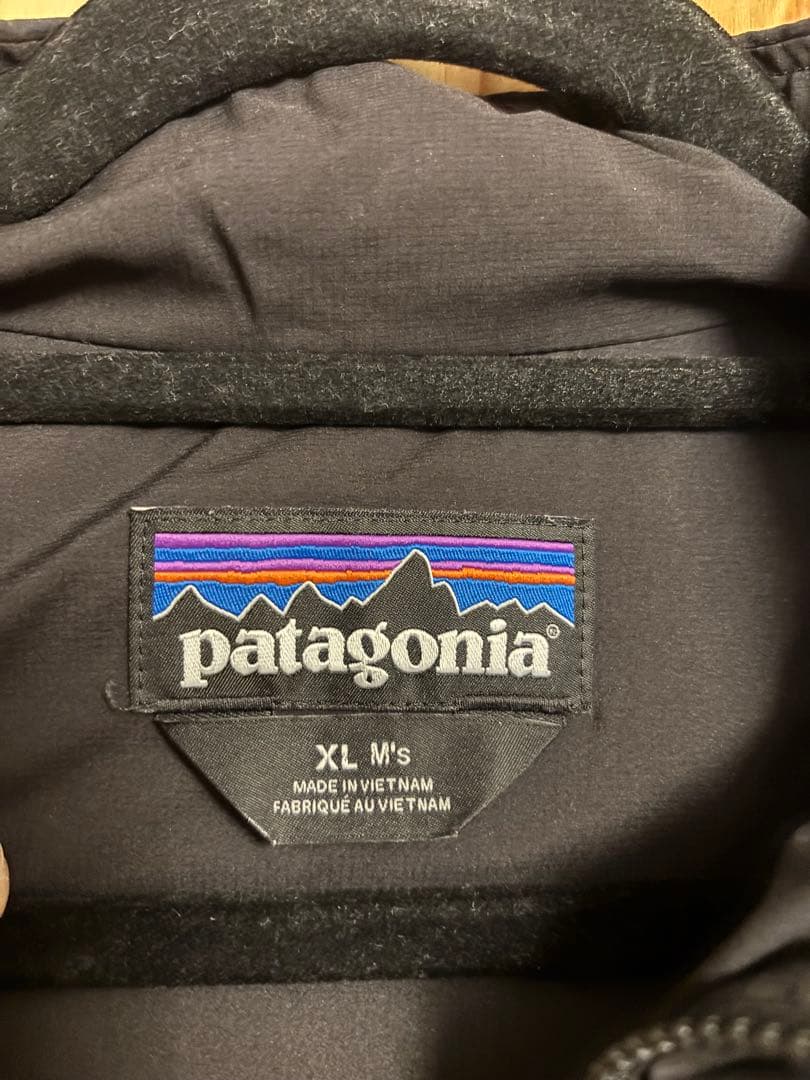 patagonia®
XL M's
MADE IN VIETNAM
FABRIQUÉ AU VIETNAM